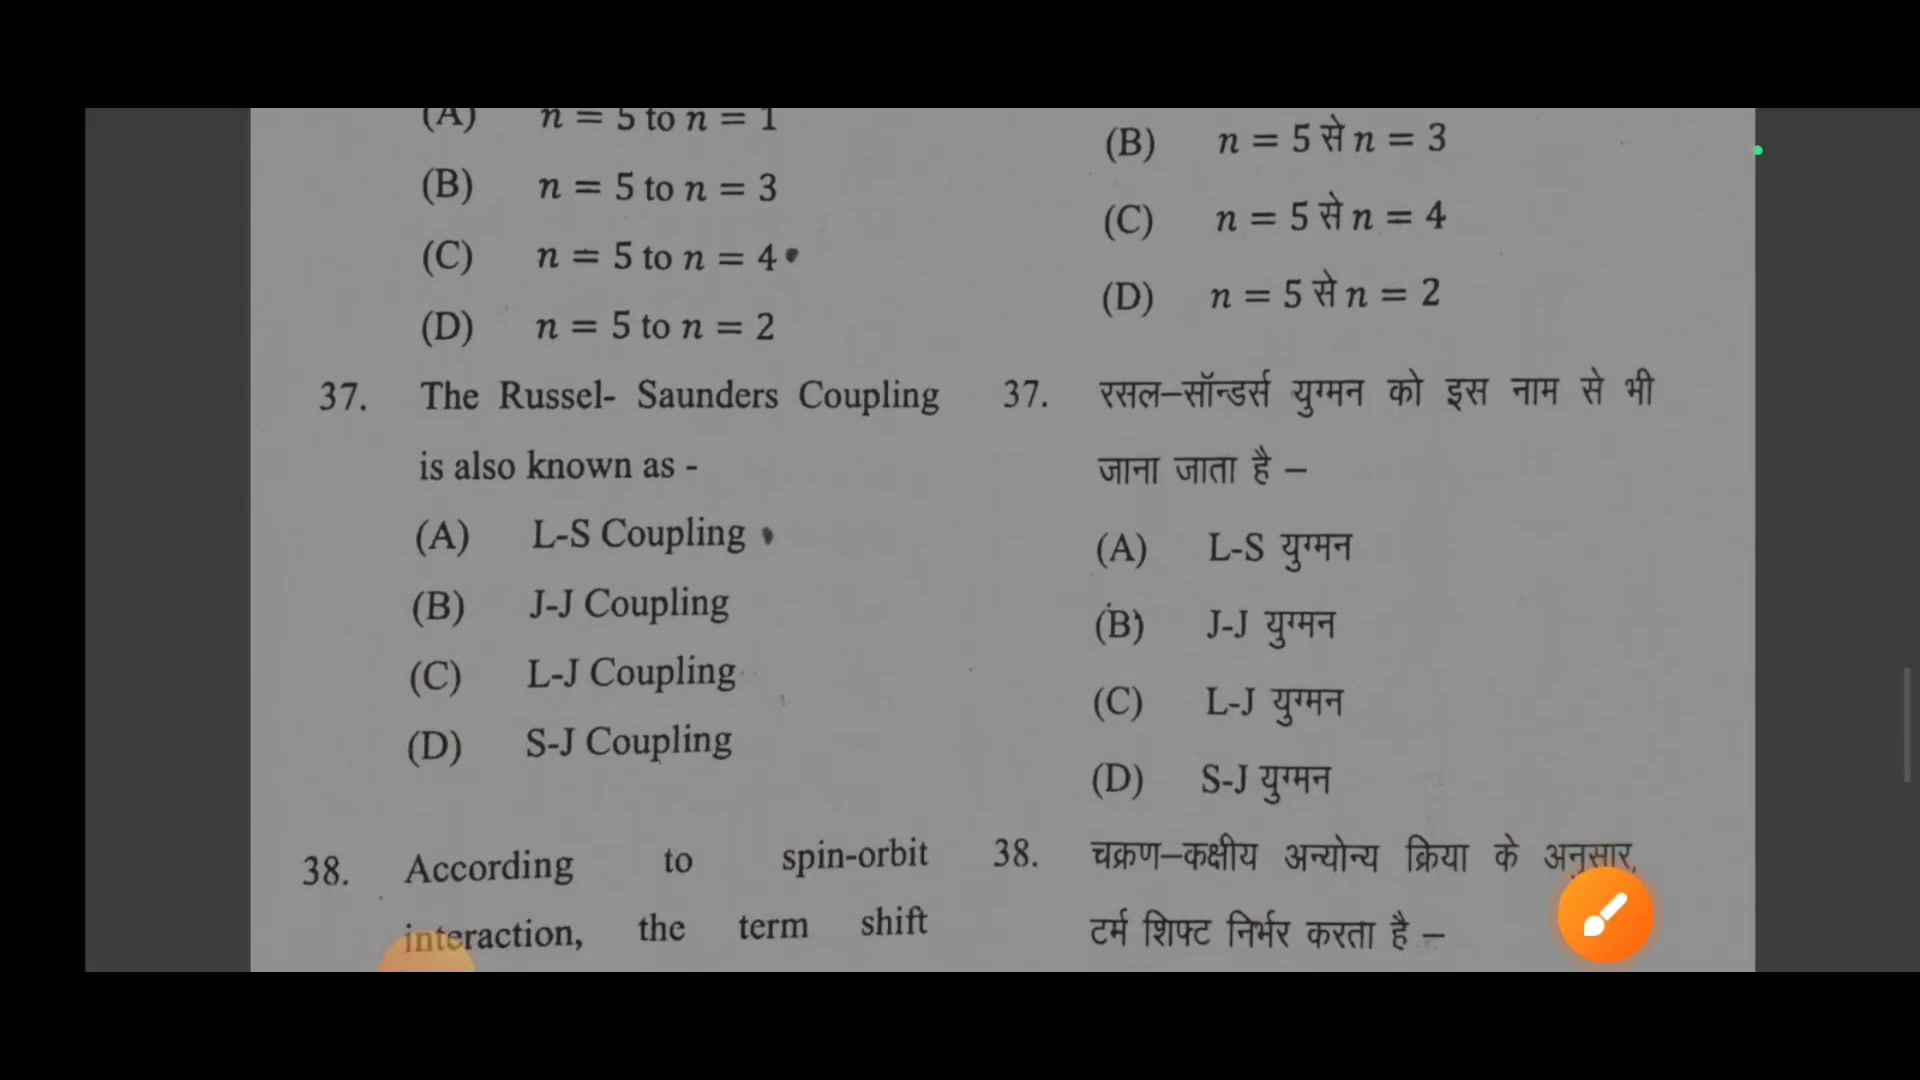 (A) n = 5 to n = 1
(B) n = 5 to n = 3
(C) n = 5 to n = 4
(D) n = 5 to n = 2
37. The Russel- Saunders Coupling
is also known as -
(A) L-S Coupling
(B) J-J Coupling
(C) L-J Coupling
(D) S-J Coupling
38. According to spin-orbit
interaction, the term shift
(B) n = 5 से n = 3
(C) n = 5 से n = 4
(D) n = 5 से n = 2
37. रसल–सॉन्डर्स युग्मन को इस नाम से भी
जाना जाता है –
(A) L-S युग्मन
(B) J-J युग्मन
(C) L-J युग्मन
(D) S-J युग्मन
38. चक्रण–कक्षीय अन्योन्य क्रिया के अनुसार,
टर्म शिफ्ट निर्भर करता है –